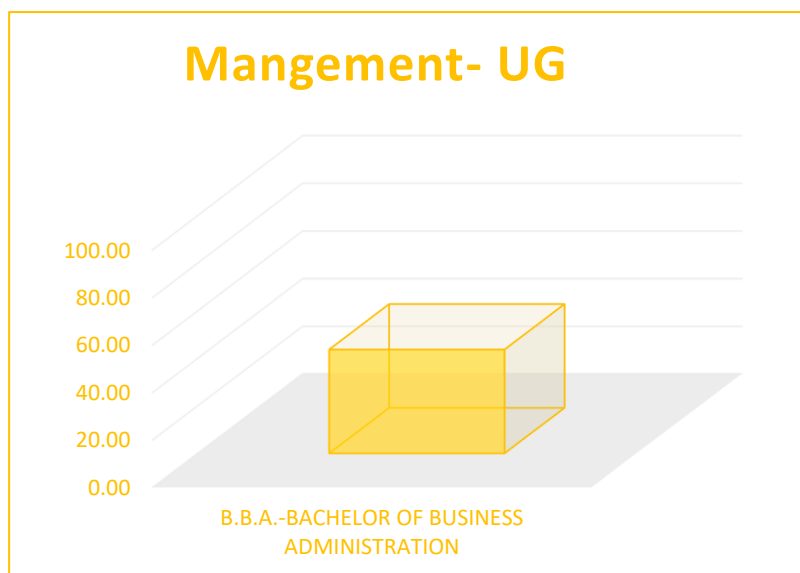 Mangement- UG
100.00
80.00
60.00
40.00
20.00
0.00
B.B.A.-BACHELOR OF BUSINESS
ADMINISTRATION